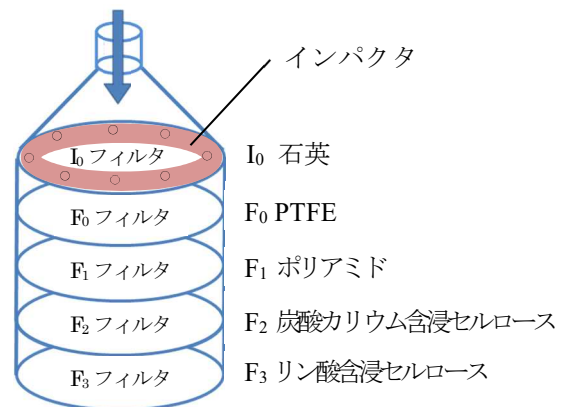 インパクタ
I₀ フィルタ
I₀ 石英
F₀ フィルタ
F₀ PTFE
F₁ フィルタ
F₁ ポリアミド
F₂ フィルタ
F₂ 炭酸カリウム含浸セルロース
F₃ フィルタ
F₃ リン酸含浸セルロース